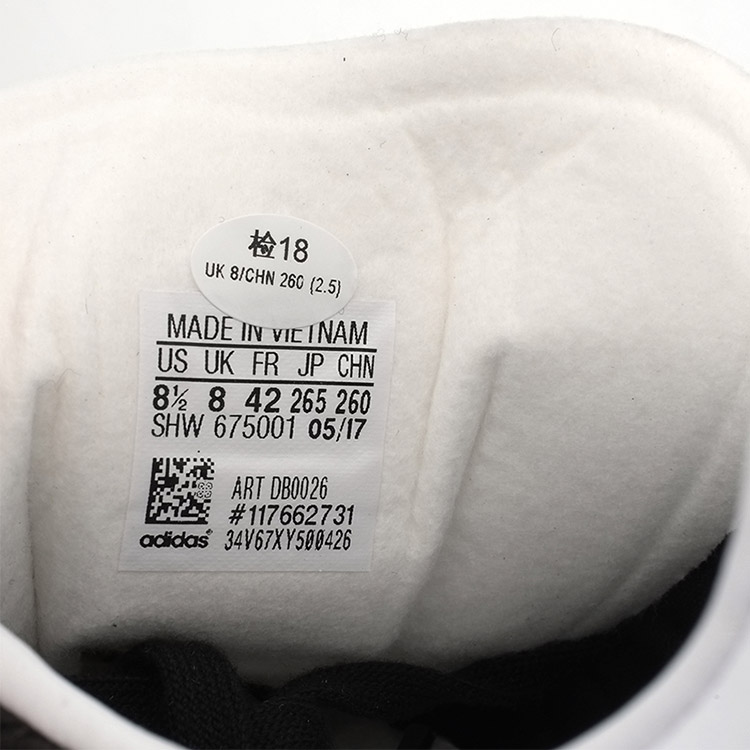 检18
UK 8/CHN 260 (2.5)
MADE IN VIETNAM
US UK FR JP CHN
8½ 8 42 265 260
SHW 675001 05/17
ART DB0026
#117662731
adidas® 34V67XY500426